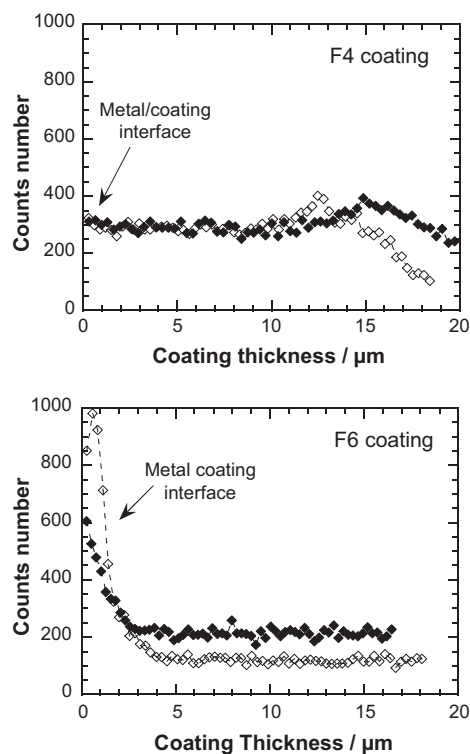 1000
F4 coating
800
Metal/coating
interface
600
400
200
0
0 5 10 15 20
Counts number
Coating thickness / μm
1000
F6 coating
800
Metal coating
interface
600
400
200
0
0 5 10 15 20
Counts number
Coating Thickness / μm